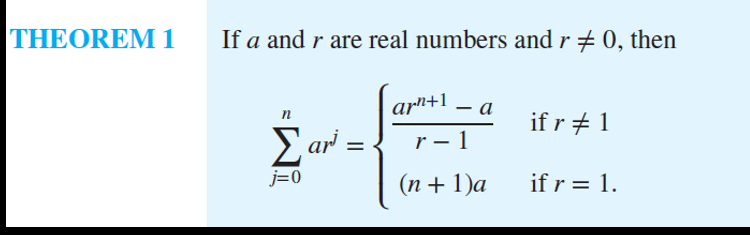 THEOREM 1 If a and r are real numbers and r ≠ 0, then
n
∑ ar^j = { (ar^{n+1} − a) / (r − 1) if r ≠ 1
j=0
(n + 1)a if r = 1.